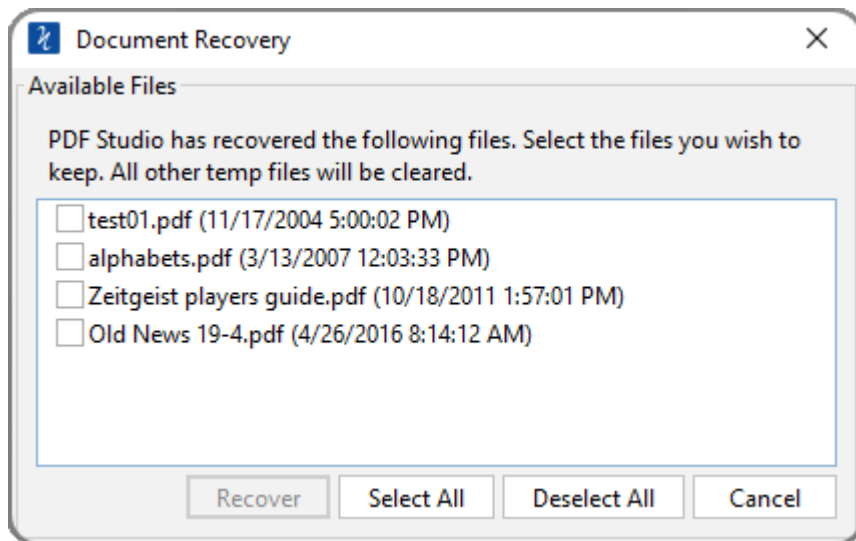 Document Recovery
Available Files
PDF Studio has recovered the following files. Select the files you wish to
keep. All other temp files will be cleared.
test01.pdf (11/17/2004 5:00:02 PM)
alphabets.pdf (3/13/2007 12:03:33 PM)
Zeitgeist players guide.pdf (10/18/2011 1:57:01 PM)
Old News 19-4.pdf (4/26/2016 8:14:12 AM)
Recover Select All Deselect All Cancel